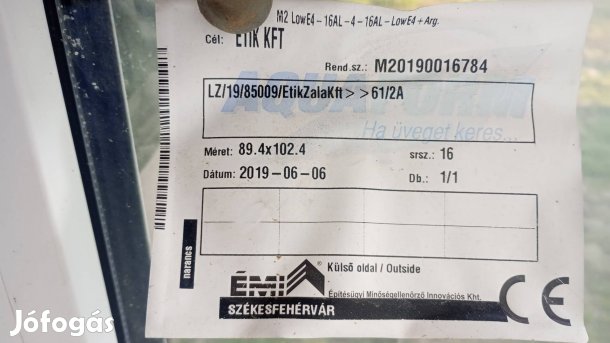 M2 LowE4-16AL-4-16AL-LowE4+Arg.
Cél: ETIK KFT
Rend.sz.: M20190016784
AQUAFORM
LZ/19/85009/EtikZalaKft>>61/2A
Ha üveget keres...
Méret: 89.4x102.4 srsz.: 16
Dátum: 2019-06-06 Db.: 1/1
narancs
ÉMI
Külső oldal / Outside
Építésügyi Minőségellenőrző Innovációs Kht.
SZÉKESFEHÉRVÁR
CE
Jófogás